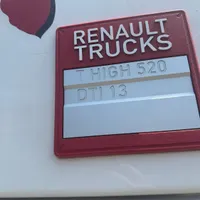 RENAULT
TRUCKS
T HIGH 520
DTI 13